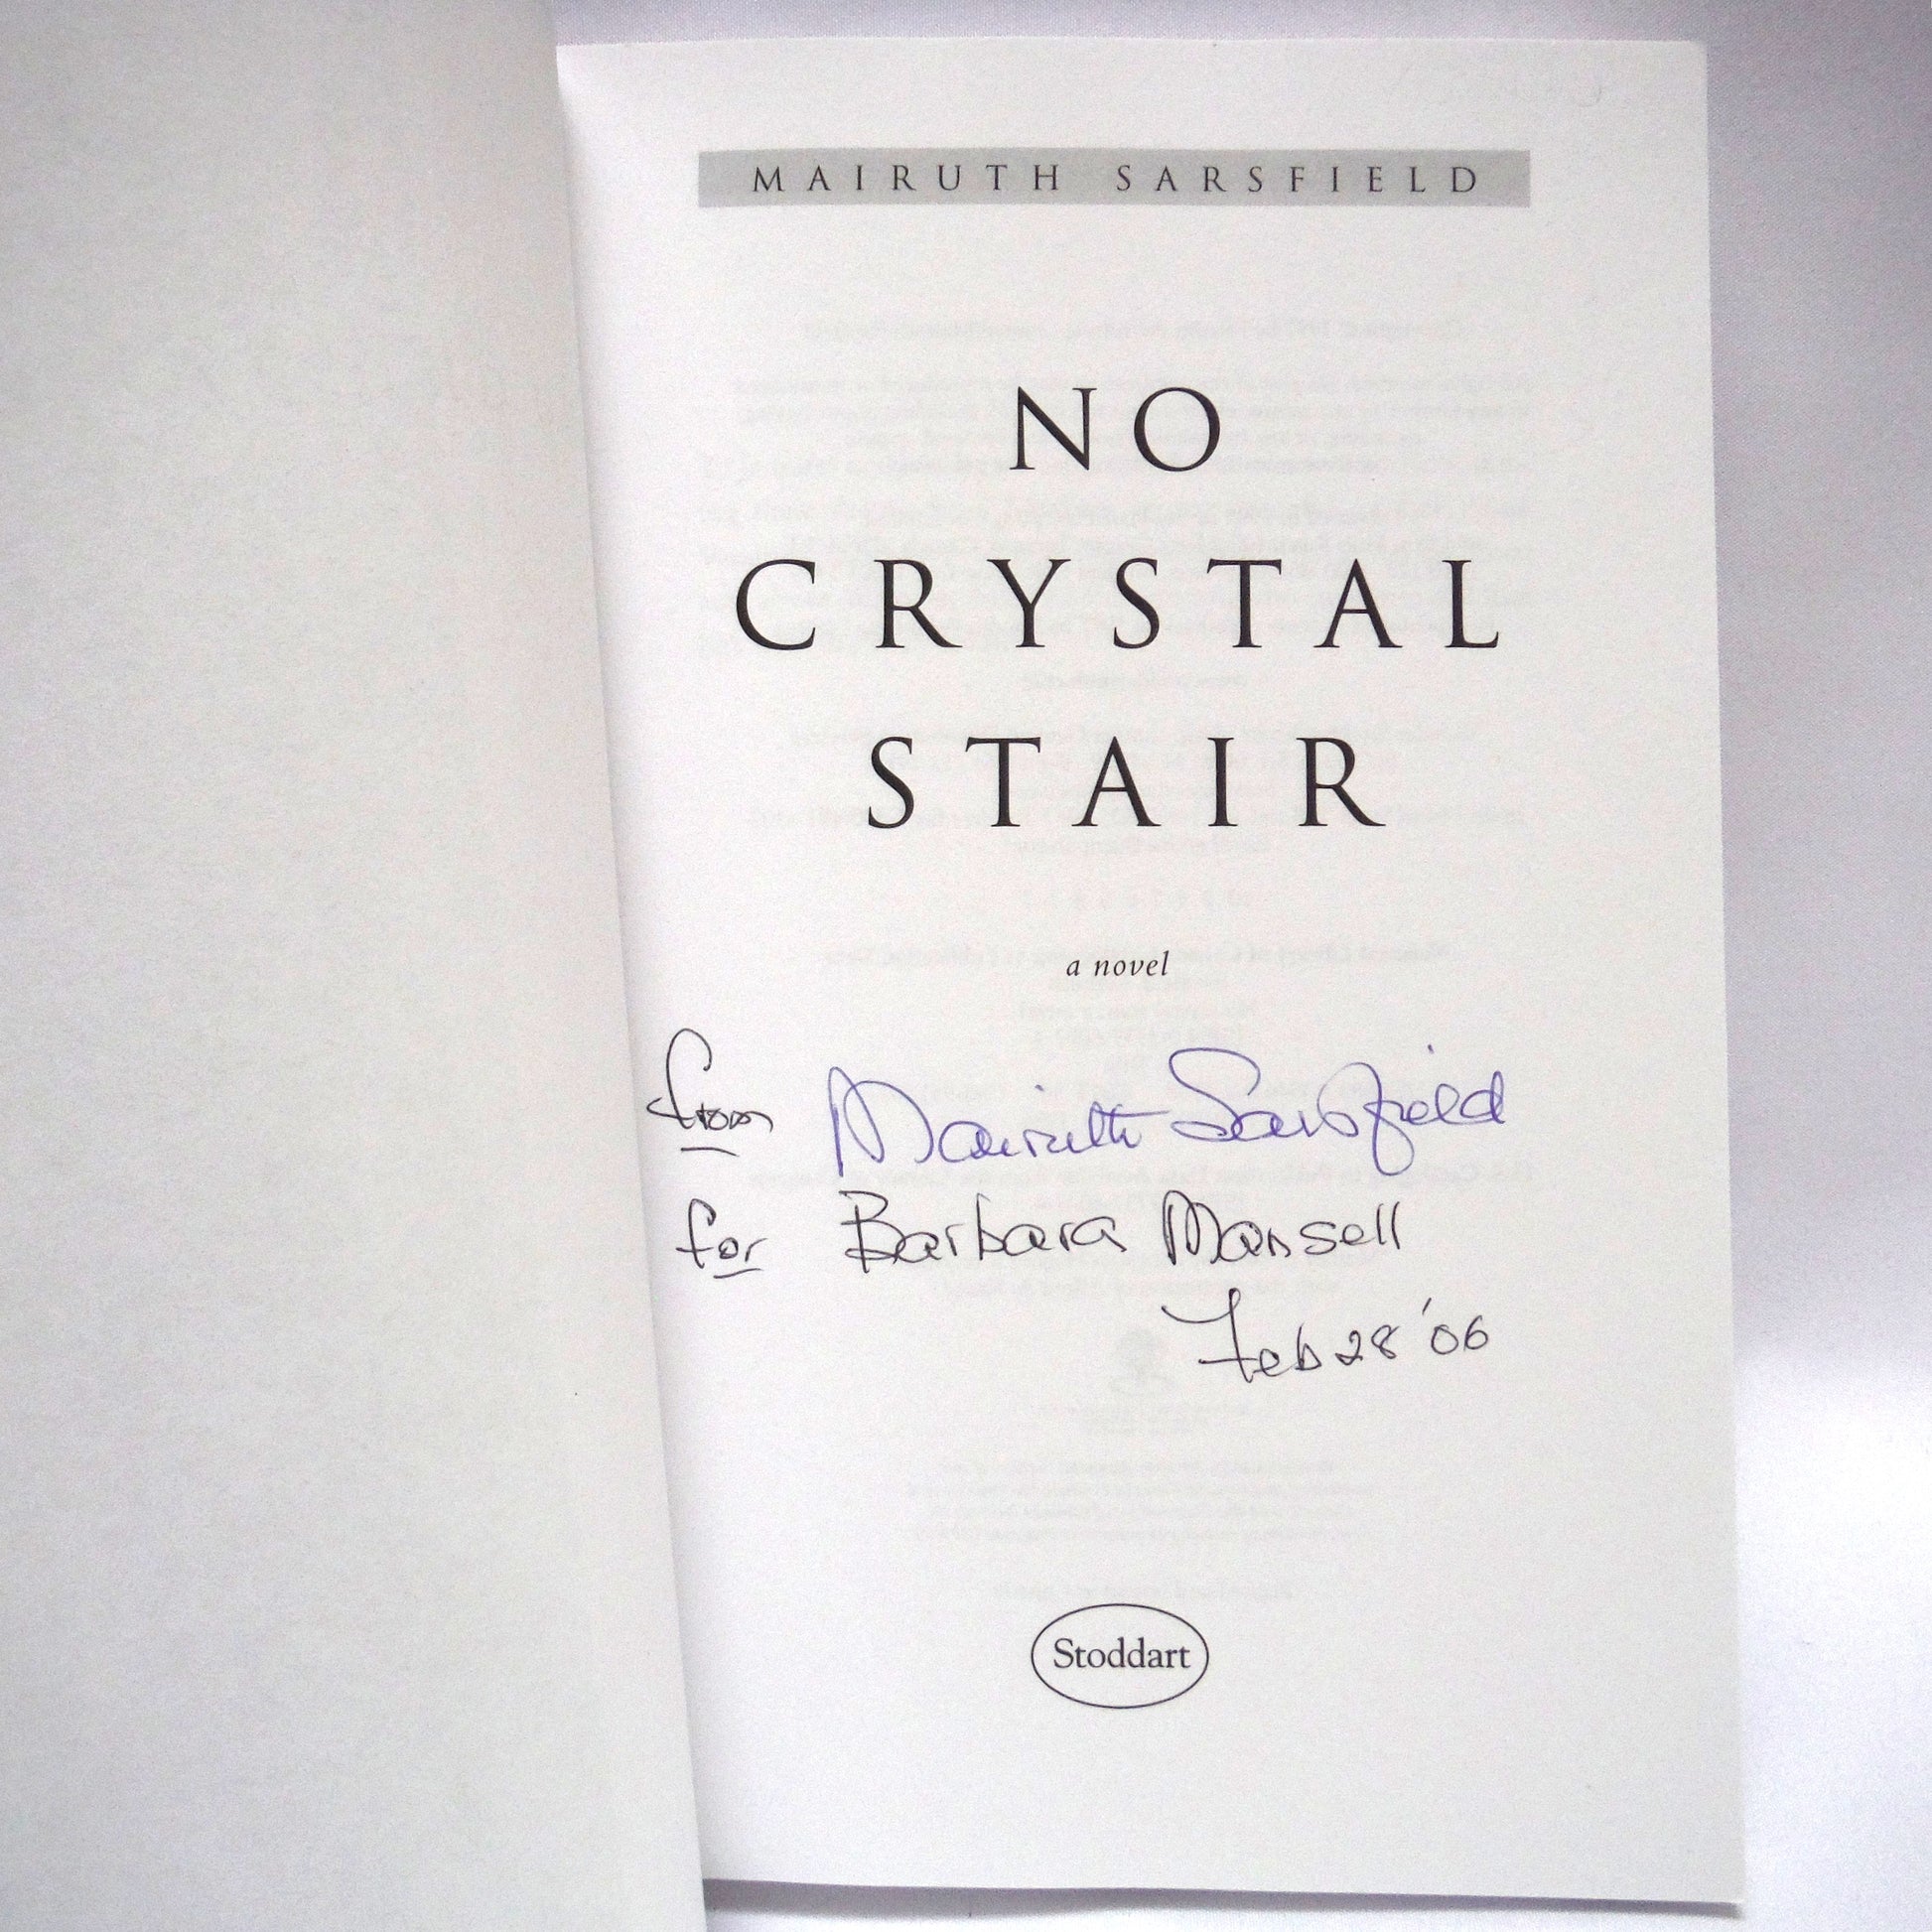 MAIRUTH SARSFIELD
NO
CRYSTAL
STAIR
a novel
from Mairuth Sarsfield
for Barbara Mansell
Feb 28 '06
Stoddart